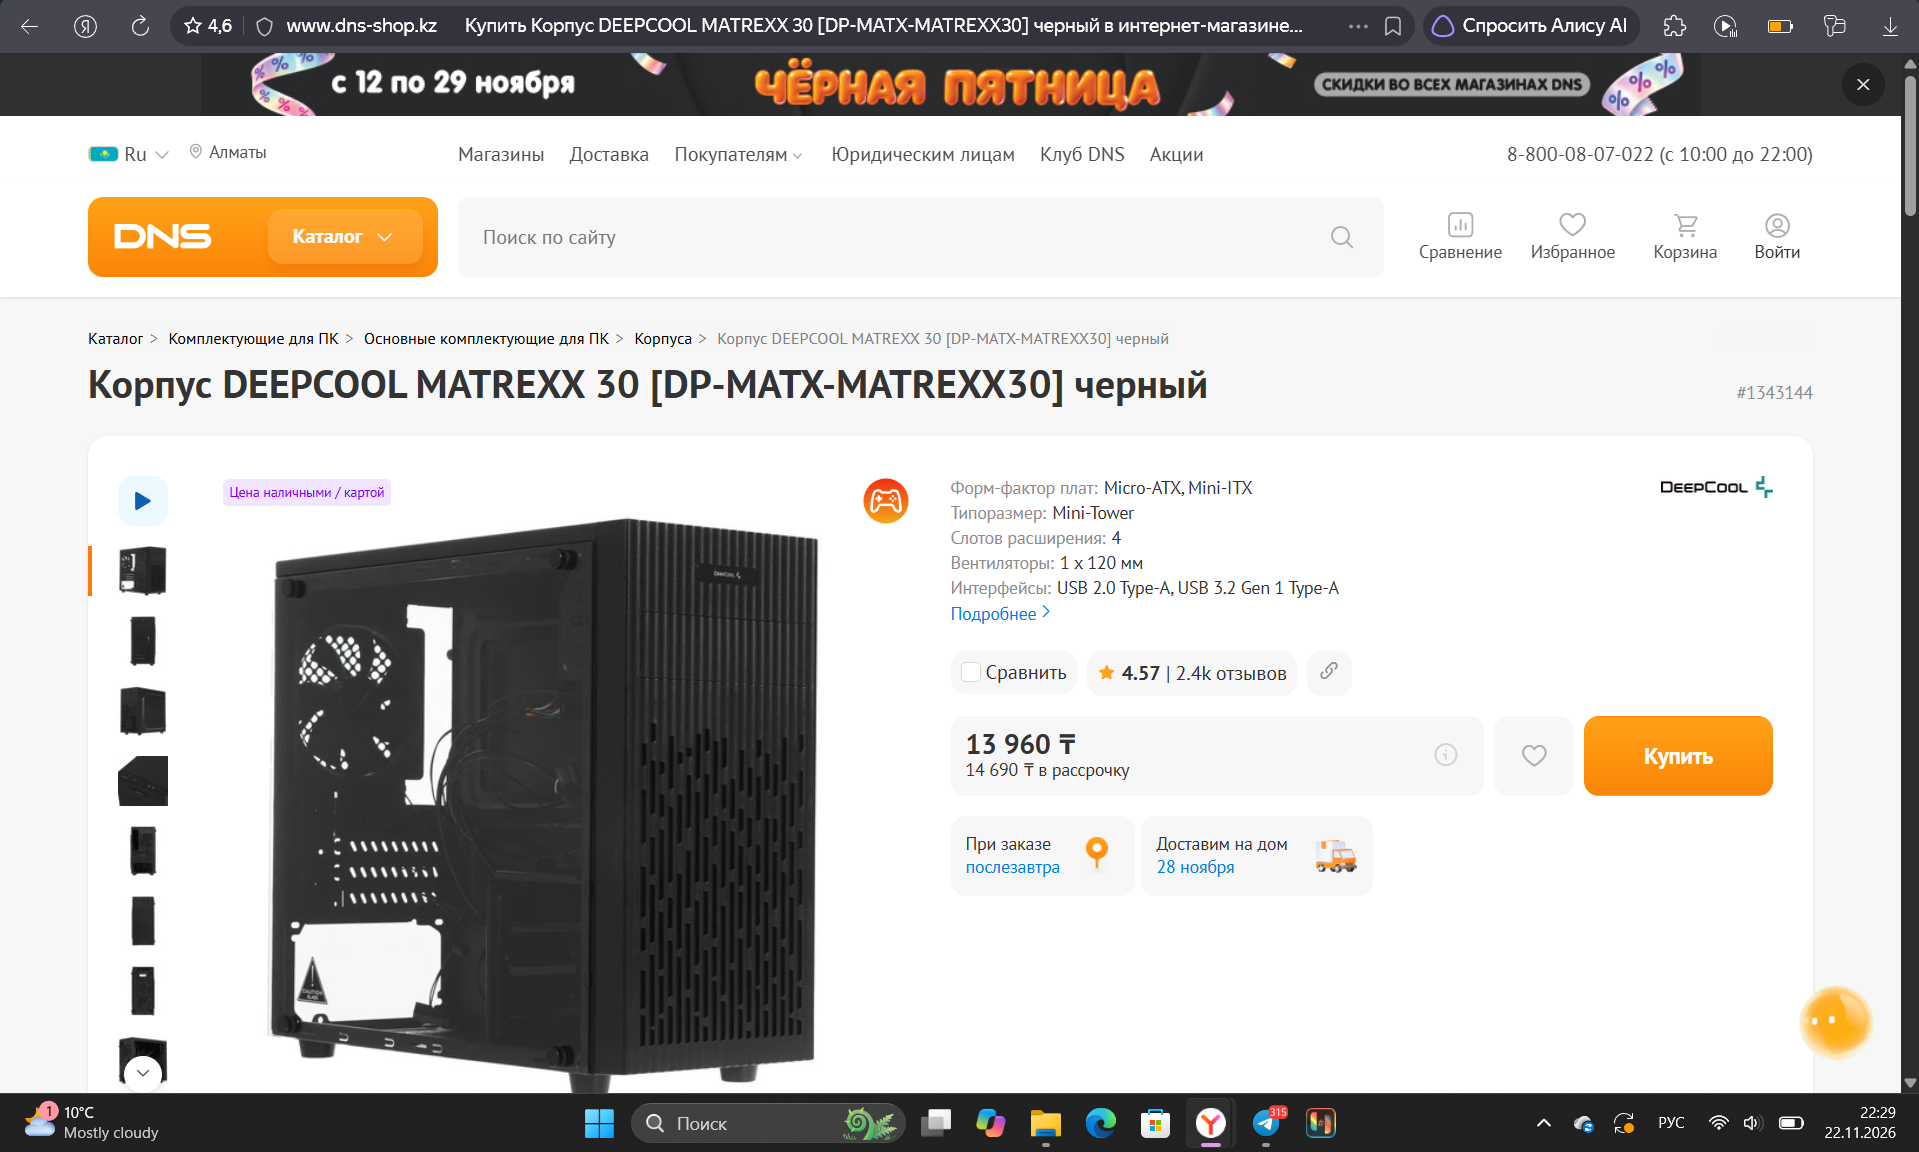 4,6
www.dns-shop.kz
Купить Корпус DEEPCOOL MATREXX 30 [DP-MATX-MATREXX30] черный в интернет-магазине...
Спросить Алису AI
с 12 по 29 ноября
ЧЁРНАЯ ПЯТНИЦА
СКИДКИ ВО ВСЕХ МАГАЗИНАХ DNS
Ru
Алматы
Магазины
Доставка
Покупателям
Юридическим лицам
Клуб DNS
Акции
8-800-08-07-022 (с 10:00 до 22:00)
DNS
Каталог
Поиск по сайту
Сравнение
Избранное
Корзина
Войти
Каталог > Комплектующие для ПК > Основные комплектующие для ПК > Корпуса > Корпус DEEPCOOL MATREXX 30 [DP-MATX-MATREXX30] черный
Корпус DEEPCOOL MATREXX 30 [DP-MATX-MATREXX30] черный
#1343144
Цена наличными / картой
DEEPCOOL
CAUTION
Форм-фактор плат: Micro-ATX, Mini-ITX
Типоразмер: Mini-Tower
Слотов расширения: 4
Вентиляторы: 1 x 120 мм
Интерфейсы: USB 2.0 Type-A, USB 3.2 Gen 1 Type-A
Подробнее
DEEPCOOL
Сравнить
4.57 | 2.4k отзывов
13 960 ₸
14 690 ₸ в рассрочку
Купить
При заказе
послезавтра
Доставим на дом
28 ноября
1
10°C
Mostly cloudy
Поиск
315
РУС
22:29
22.11.2026